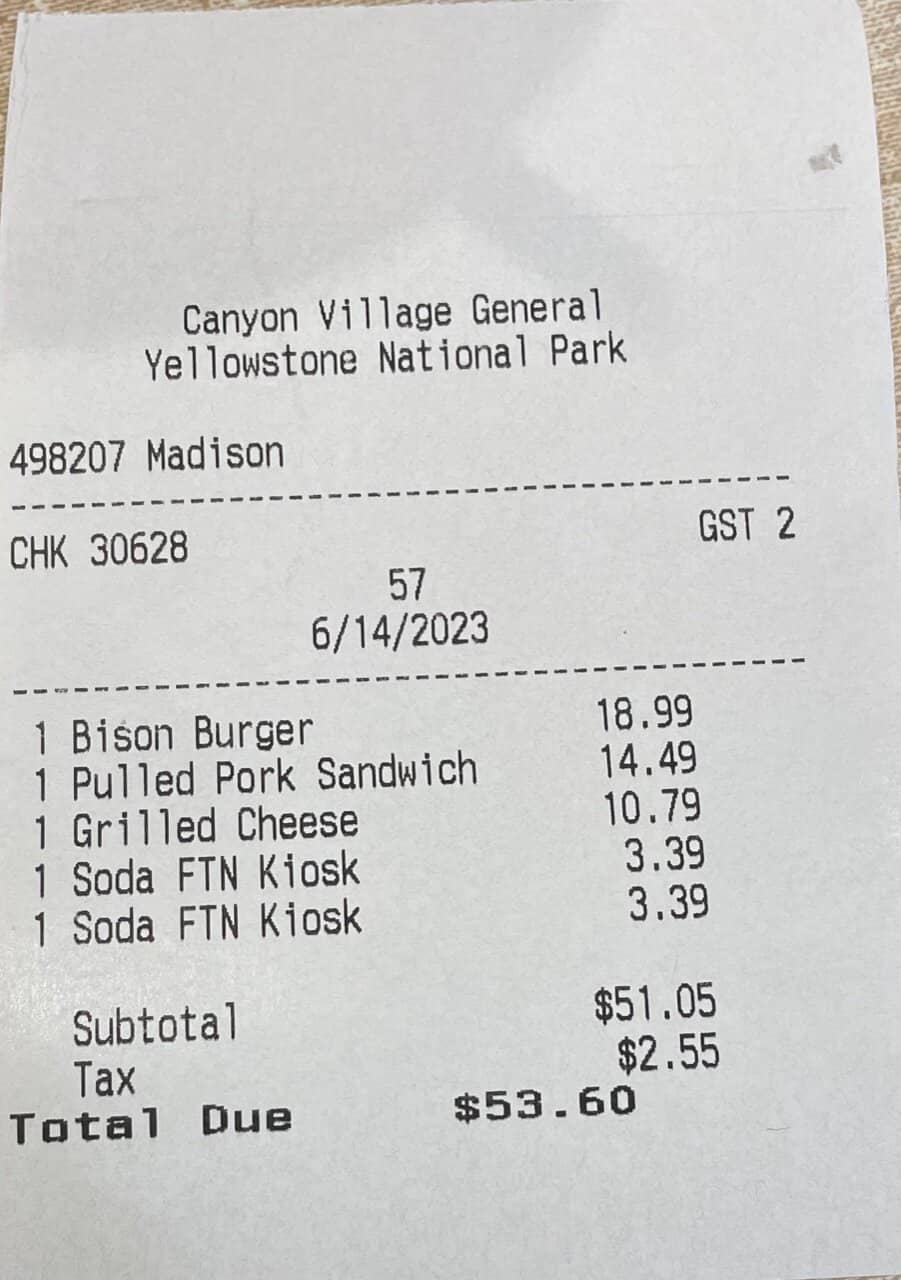 Canyon Village General
Yellowstone National Park
498207 Madison
----------------------------------------
CHK 30628 GST 2
57
6/14/2023
----------------------------------------
1 Bison Burger 18.99
1 Pulled Pork Sandwich 14.49
1 Grilled Cheese 10.79
1 Soda FTN Kiosk 3.39
1 Soda FTN Kiosk 3.39
Subtotal $51.05
Tax $2.55
Total Due $53.60